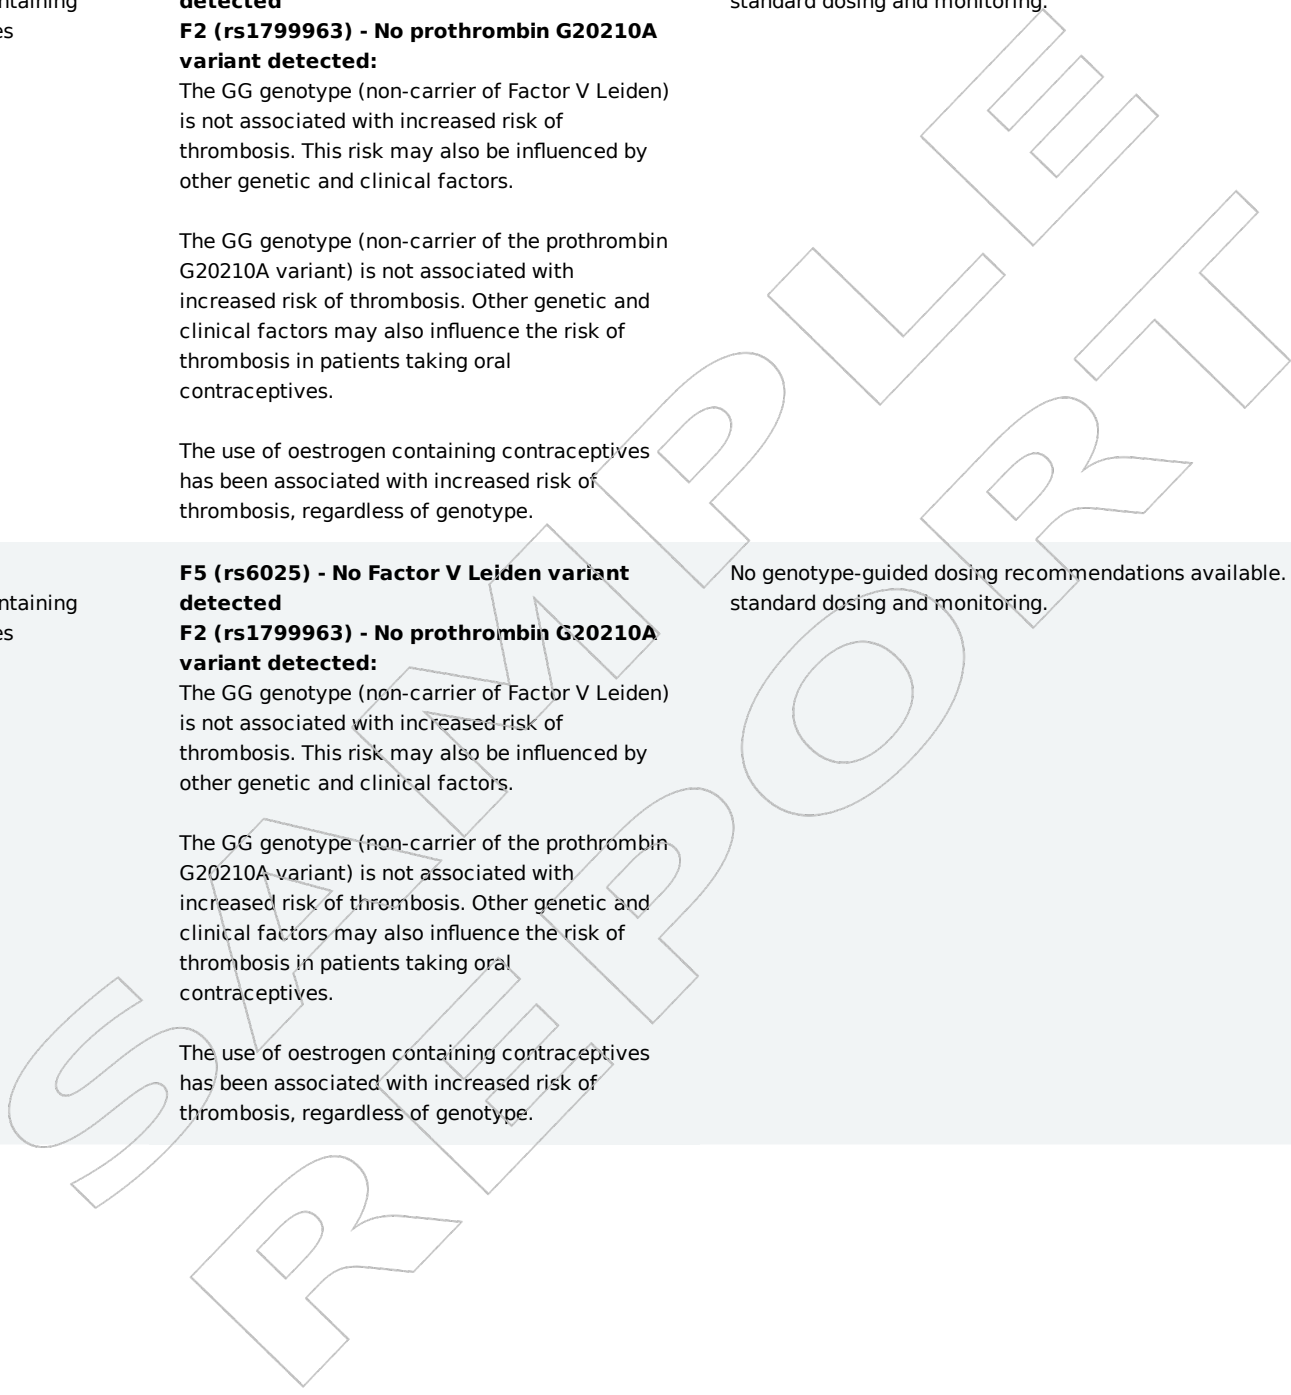 detected
standard dosing and monitoring.
F2 (rs1799963) - No prothrombin G20210A
variant detected:
The GG genotype (non-carrier of Factor V Leiden)
is not associated with increased risk of
thrombosis. This risk may also be influenced by
other genetic and clinical factors.
The GG genotype (non-carrier of the prothrombin
G20210A variant) is not associated with
increased risk of thrombosis. Other genetic and
clinical factors may also influence the risk of
thrombosis in patients taking oral
contraceptives.
The use of oestrogen containing contraceptives
has been associated with increased risk of
thrombosis, regardless of genotype.
F5 (rs6025) - No Factor V Leiden variant
detected
F2 (rs1799963) - No prothrombin G20210A
variant detected:
The GG genotype (non-carrier of Factor V Leiden)
is not associated with increased risk of
thrombosis. This risk may also be influenced by
other genetic and clinical factors.
The GG genotype (non-carrier of the prothrombin
G20210A variant) is not associated with
increased risk of thrombosis. Other genetic and
clinical factors may also influence the risk of
thrombosis in patients taking oral
contraceptives.
The use of oestrogen containing contraceptives
has been associated with increased risk of
thrombosis, regardless of genotype.
No genotype-guided dosing recommendations available.
standard dosing and monitoring.
SAMPLE
REPORT